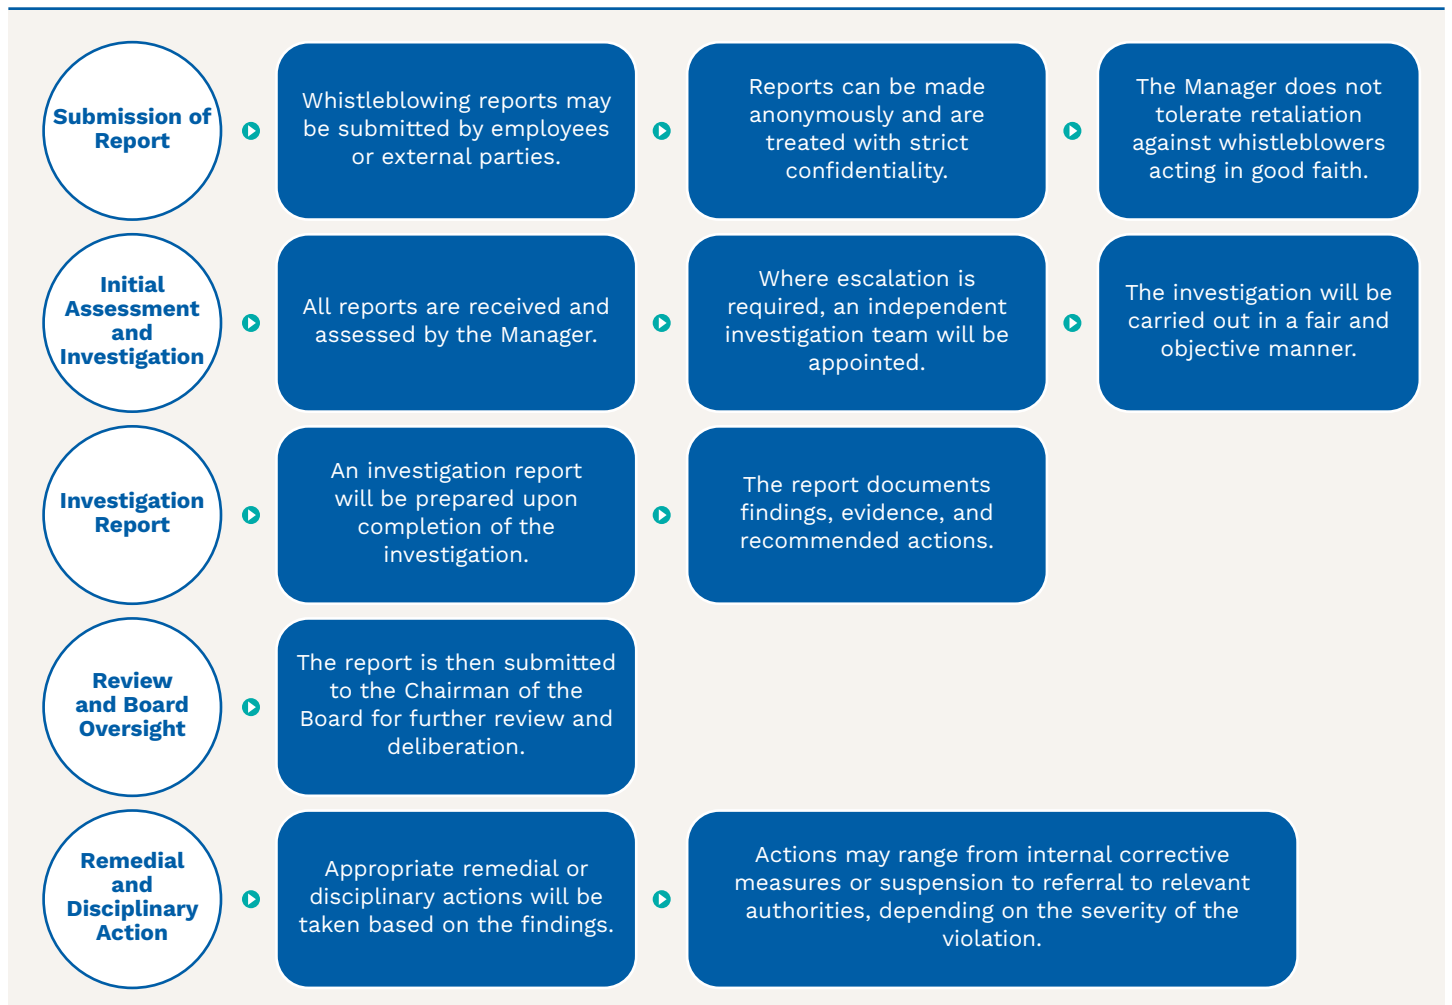 Submission of
Report
Whistleblowing reports may
be submitted by employees
or external parties.
Reports can be made
anonymously and are
treated with strict
confidentiality.
The Manager does not
tolerate retaliation
against whistleblowers
acting in good faith.
Initial
Assessment
and
Investigation
All reports are received and
assessed by the Manager.
Where escalation is
required, an independent
investigation team will be
appointed.
The investigation will be
carried out in a fair and
objective manner.
Investigation
Report
An investigation report
will be prepared upon
completion of the
investigation.
The report documents
findings, evidence, and
recommended actions.
Review
and Board
Oversight
The report is then submitted
to the Chairman of the
Board for further review and
deliberation.
Remedial
and
Disciplinary
Action
Appropriate remedial or
disciplinary actions will be
taken based on the findings.
Actions may range from internal corrective
measures or suspension to referral to relevant
authorities, depending on the severity of the
violation.